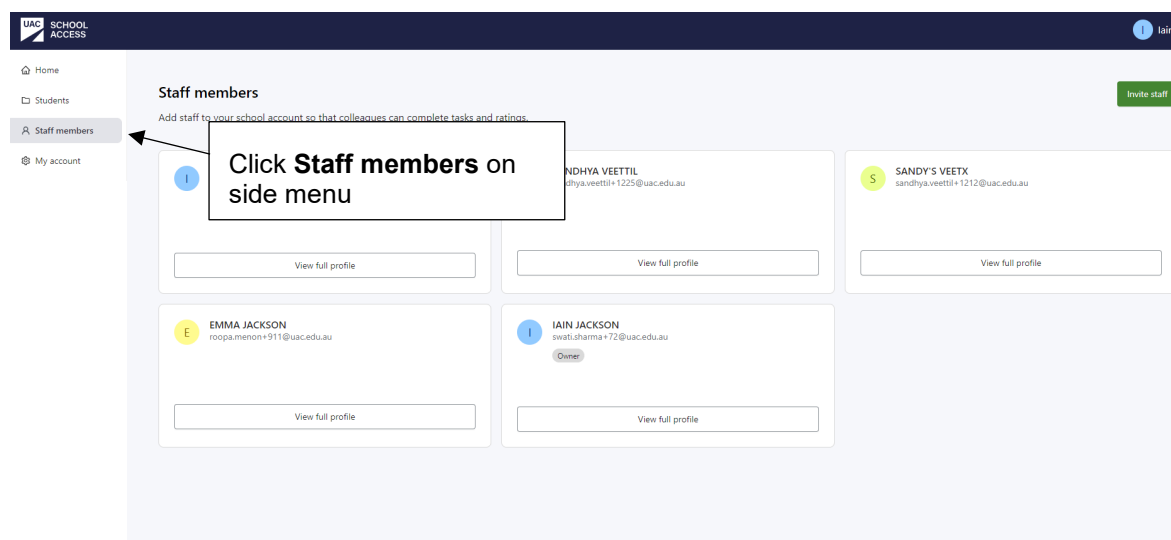 UAC SCHOOL
ACCESS
I Iain
Home
Students
Staff members
My account
Staff members
Invite staff
Add staff to your school account so that colleagues can complete tasks and ratings.
Click Staff members on
side menu
I
View full profile
dhya.veettil+1225@uac.edu.au
View full profile
S
SANDY'S VEETX
sandhya.veettil+1212@uac.edu.au
View full profile
E
EMMA JACKSON
roopa.menon+911@uac.edu.au
View full profile
I
IAIN JACKSON
swati.sharma+72@uac.edu.au
Owner
View full profile